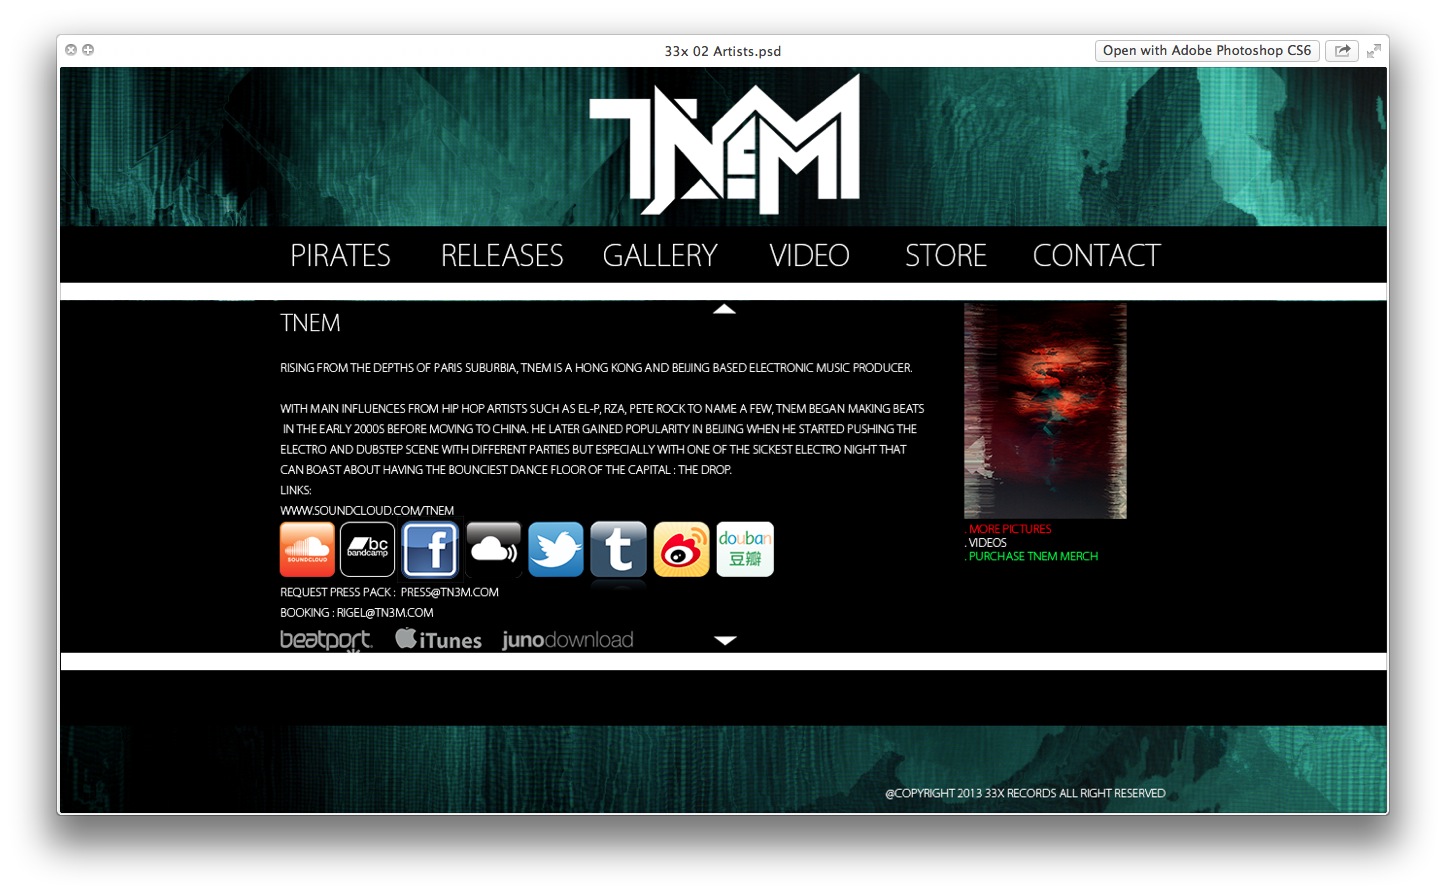 33x 02 Artists.psd
Open with Adobe Photoshop CS6
TNEM
PIRATES RELEASES GALLERY VIDEO STORE CONTACT
TNEM
RISING FROM THE DEPTHS OF PARIS SUBURBIA, TNEM IS A HONG KONG AND BEIJING BASED ELECTRONIC MUSIC PRODUCER.
WITH MAIN INFLUENCES FROM HIP HOP ARTISTS SUCH AS EL-P, RZA, PETE ROCK TO NAME A FEW, TNEM BEGAN MAKING BEATS
IN THE EARLY 2000S BEFORE MOVING TO CHINA. HE LATER GAINED POPULARITY IN BEIJING WHEN HE STARTED PUSHING THE
ELECTRO AND DUBSTEP SCENE WITH DIFFERENT PARTIES BUT ESPECIALLY WITH ONE OF THE SICKEST ELECTRO NIGHT THAT
CAN BOAST ABOUT HAVING THE BOUNCIEST DANCE FLOOR OF THE CAPITAL : THE DROP.
LINKS:
WWW.SOUNDCLOUD.COM/TNEM
SOUNDCLOUD
bc
bandcamp
f
t
douban
豆瓣
REQUEST PRESS PACK : PRESS@TN3M.COM
BOOKING : RIGEL@TN3M.COM
beatport iTunes junodownload
. MORE PICTURES
. VIDEOS
. PURCHASE TNEM MERCH
@COPYRIGHT 2013 33X RECORDS ALL RIGHT RESERVED